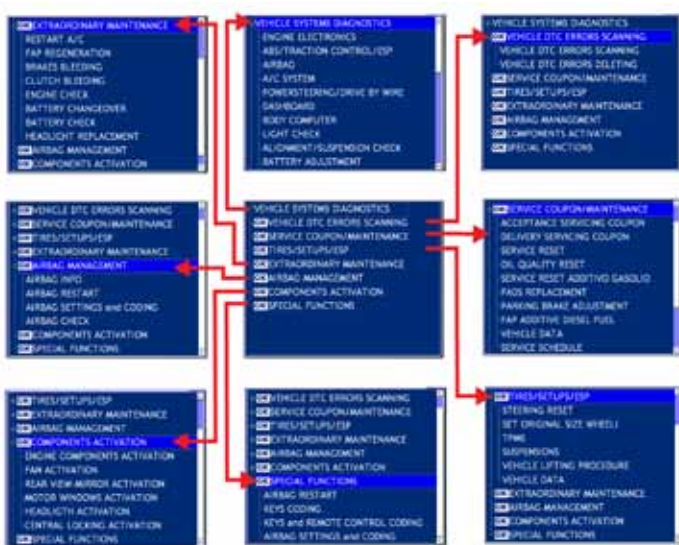 EXTRAORDINARY MAINTENANCE
RESTART A/C
FAP REGENERATION
BRAKES BLEEDING
CLUTCH BLEEDING
ENGINE CHECK
BATTERY CHANGEOVER
BATTERY CHECK
HEADLIGHT REPLACEMENT
AIRBAG MANAGEMENT
COMPONENTS ACTIVATION
VEHICLE SYSTEMS DIAGNOSTICS
ENGINE ELECTRONICS
ABS/TRACTION CONTROL/ESP
AIRBAG
A/C SYSTEM
POWERSTEERING/DRIVE BY WIRE
DASHBOARD
BODY COMPUTER
LIGHT CHECK
ALIGNMENT/SUSPENSION CHECK
BATTERY ADJUSTMENT
VEHICLE SYSTEMS DIAGNOSTICS
VEHICLE DTC ERRORS SCANNING
VEHICLE DTC ERRORS SCANNING
VEHICLE DTC ERRORS DELETING
SERVICE COUPON/MAINTENANCE
TIRES/SETUPS/ESP
EXTRAORDINARY MAINTENANCE
AIRBAG MANAGEMENT
COMPONENTS ACTIVATION
SPECIAL FUNCTIONS
VEHICLE DTC ERRORS SCANNING
SERVICE COUPON/MAINTENANCE
TIRES/SETUPS/ESP
EXTRAORDINARY MAINTENANCE
AIRBAG MANAGEMENT
AIRBAG INFO
AIRBAG RESTART
AIRBAG SETTINGS and CODING
AIRBAG CHECK
COMPONENTS ACTIVATION
SPECIAL FUNCTIONS
VEHICLE SYSTEMS DIAGNOSTICS
VEHICLE DTC ERRORS SCANNING
SERVICE COUPON/MAINTENANCE
TIRES/SETUPS/ESP
EXTRAORDINARY MAINTENANCE
AIRBAG MANAGEMENT
COMPONENTS ACTIVATION
SPECIAL FUNCTIONS
SERVICE COUPON/MAINTENANCE
ACCEPTANCE SERVICING COUPON
DELIVERY SERVICING COUPON
SERVICE RESET
OIL QUALITY RESET
SERVICE RESET ADDITIVO GASOLIO
PADS REPLACEMENT
PARKING BRAKE ADJUSTMENT
FAP ADDITIVE DIESEL FUEL
VEHICLE DATA
SERVICE SCHEDULE
TIRES/SETUPS/ESP
EXTRAORDINARY MAINTENANCE
AIRBAG MANAGEMENT
COMPONENTS ACTIVATION
ENGINE COMPONENTS ACTIVATION
FAN ACTIVATION
REAR VIEW-MIRROR ACTIVATION
MOTOR WINDOWS ACTIVATION
HEADLIGTH ACTIVATION
CENTRAL LOCKING ACTIVATION
SPECIAL FUNCTIONS
VEHICLE DTC ERRORS SCANNING
SERVICE COUPON/MAINTENANCE
TIRES/SETUPS/ESP
EXTRAORDINARY MAINTENANCE
AIRBAG MANAGEMENT
COMPONENTS ACTIVATION
SPECIAL FUNCTIONS
AIRBAG RESTART
KEYS CODING
KEYS and REMOTE CONTROL CODING
AIRBAG SETTINGS and CODING
TIRES/SETUPS/ESP
STEERING RESET
SET ORIGINAL SIZE WHEELS
TPMS
SUSPENSIONS
VEHICLE LIFTING PROCEDURE
VEHICLE DATA
EXTRAORDINARY MAINTENANCE
AIRBAG MANAGEMENT
COMPONENTS ACTIVATION
SPECIAL FUNCTIONS